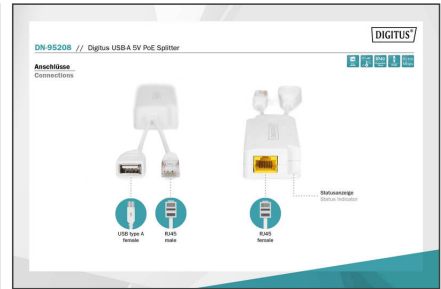 DIGITUS®
DN-95208 // Digitus USB-A 5V PoE Splitter
Anschlüsse
Connections
Statusanzeige
Status indicator
USB type A
female
RJ45
male
RJ45
female